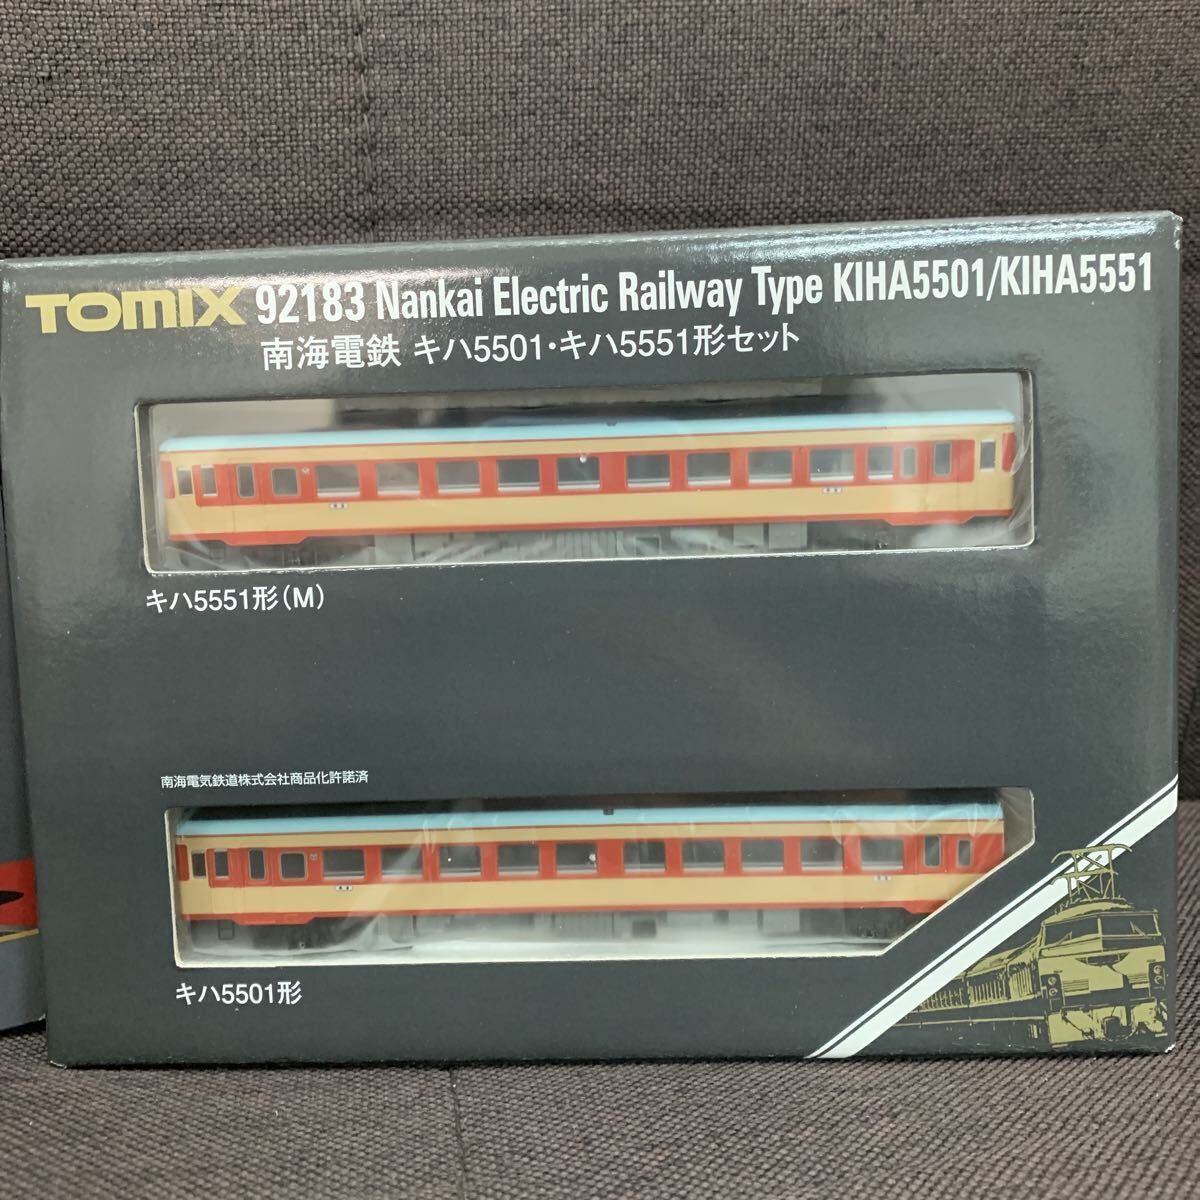 TOMIX 92183 Nankai Electric Railway Type KIHA5501/KIHA5551
南海電鉄 キハ5501・キハ5551形セット
キハ5551形(M)
南海電気鉄道株式会社商品化許諾済
キハ5501形